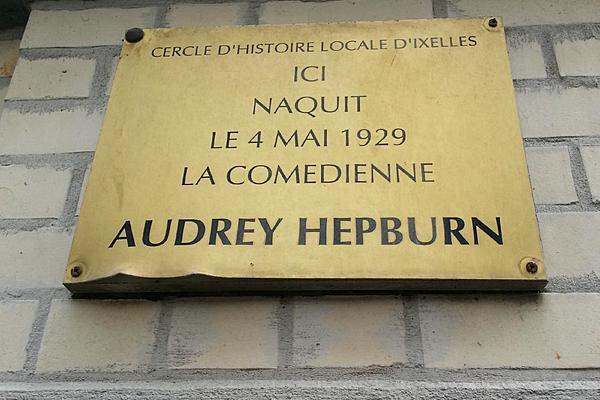 CERCLE D'HISTOIRE LOCALE D'IXELLES
ICI
NAQUIT
LE 4 MAI 1929
LA COMEDIENNE
AUDREY HEPBURN